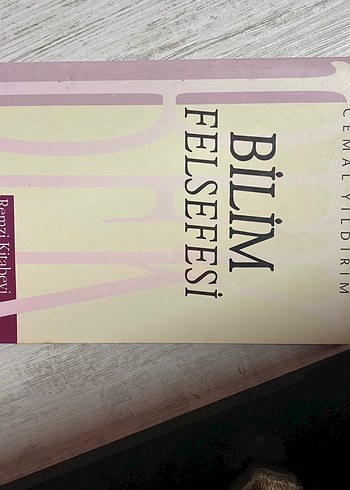 CEMAL YILDIRIM
BİLİM
FELSEFESİ
Remzi Kitabevi